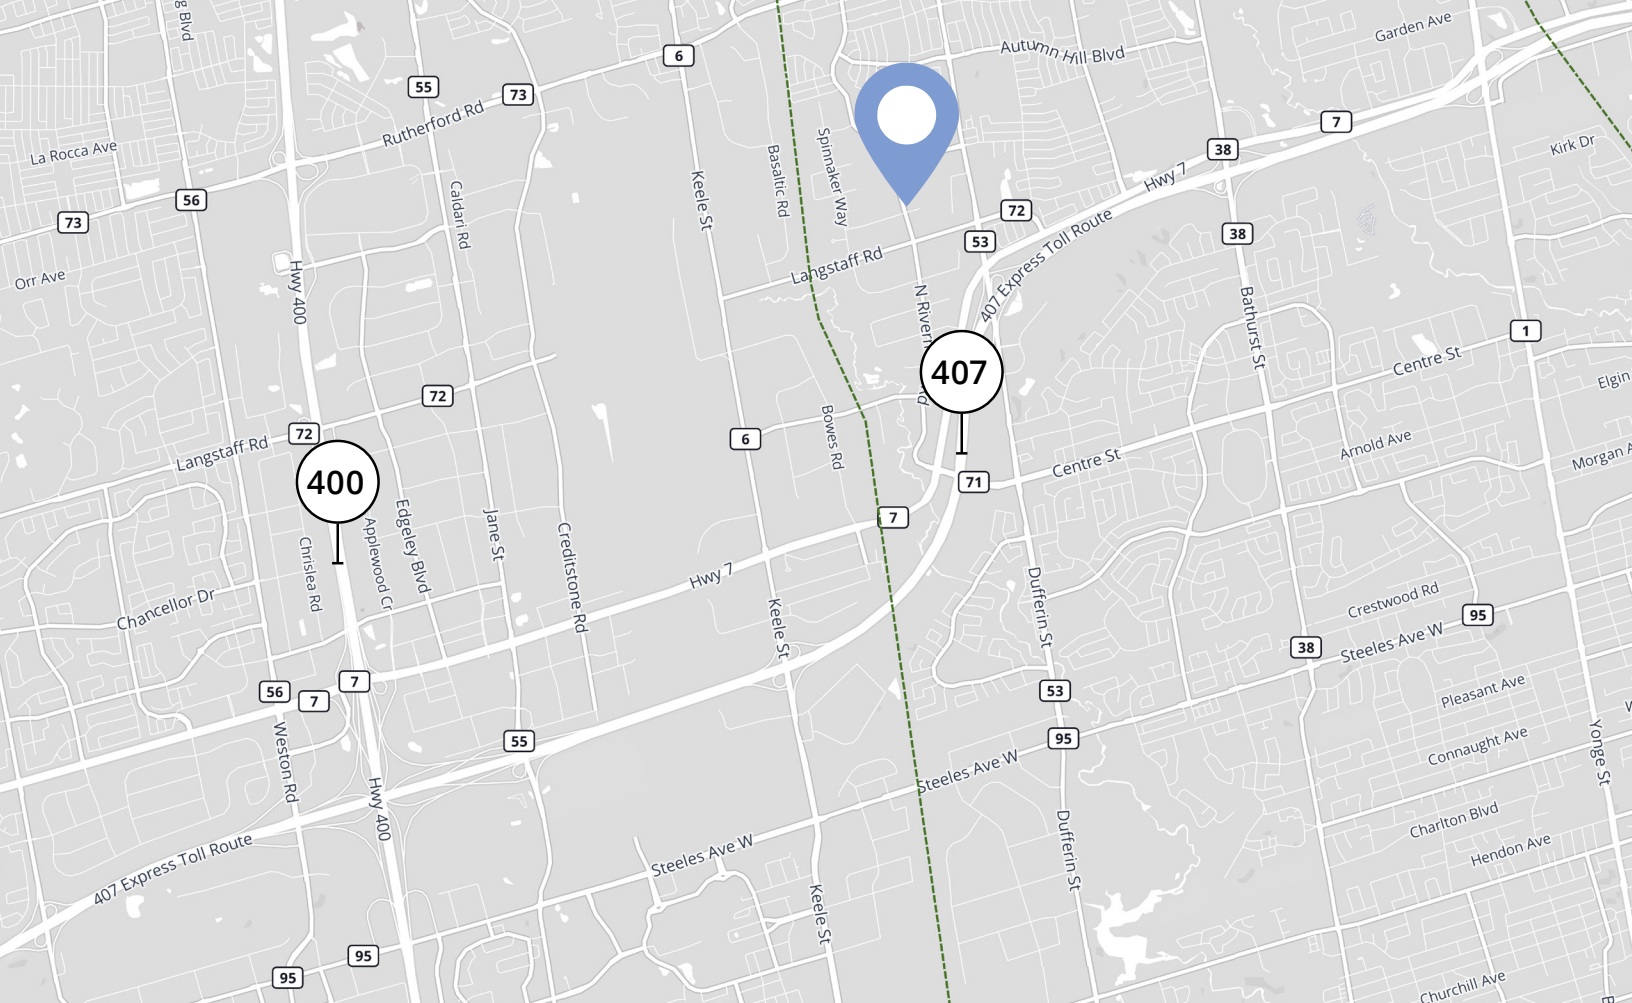 g Blvd
Garden Ave
Autumn Hill Blvd
6
55
73
Rutherford Rd
7
38
La Rocca Ave
Kirk Dr
Spinnaker Way
Basaltic Rd
Hwy 7
Keele St
56
73
Caldari Rd
72
53
38
407 Express Toll Route
Langstaff Rd
Orr Ave
Hwy 400
N Rivern
Bathurst St
1
Centre St
407
Elgin
72
72
6
Bowes Rd
Langstaff Rd
Arnold Ave
Centre St
Morgan A
400
71
7
Chrislea Rd
Applewood Cr
Edgeley Blvd
Jane St
Creditstone Rd
Hwy 7
Chancellor Dr
Keele St
Dufferin St
Crestwood Rd
95
Steeles Ave W
38
7
56
7
53
Pleasant Ave
95
55
Weston Rd
Connaught Ave
Yonge St
Steeles Ave W
Hwy 400
Charlton Blvd
Dufferin St
407 Express Toll Route
Steeles Ave W
Hendon Ave
Keele St
95
95
Churchill Ave